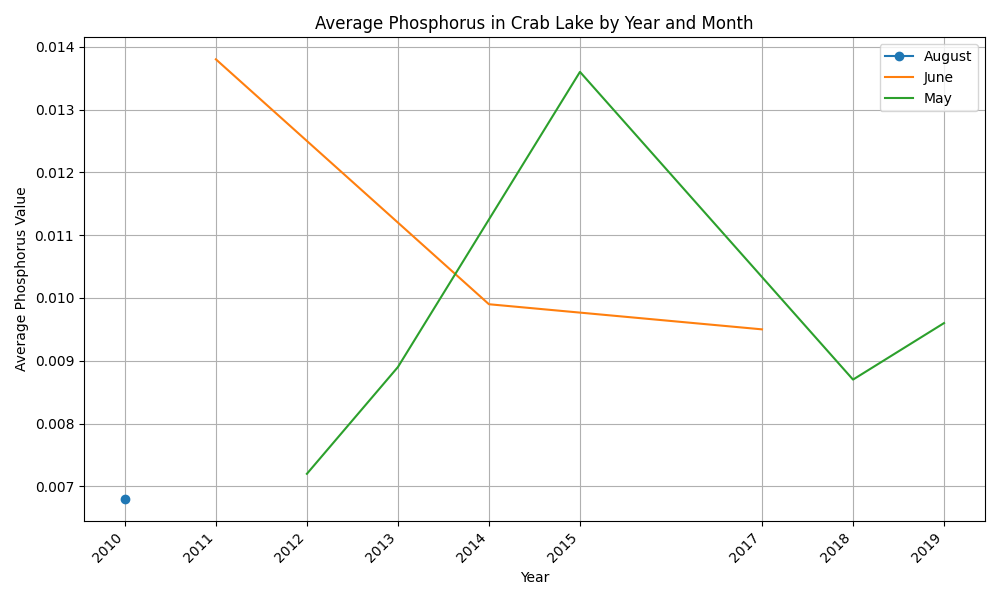 Average Phosphorus in Crab Lake by Year and Month
August
June
May
Average Phosphorus Value
0.014
0.013
0.012
0.011
0.010
0.009
0.008
0.007
2010
2011
2012
2013
2014
2015
2017
2018
2019
Year